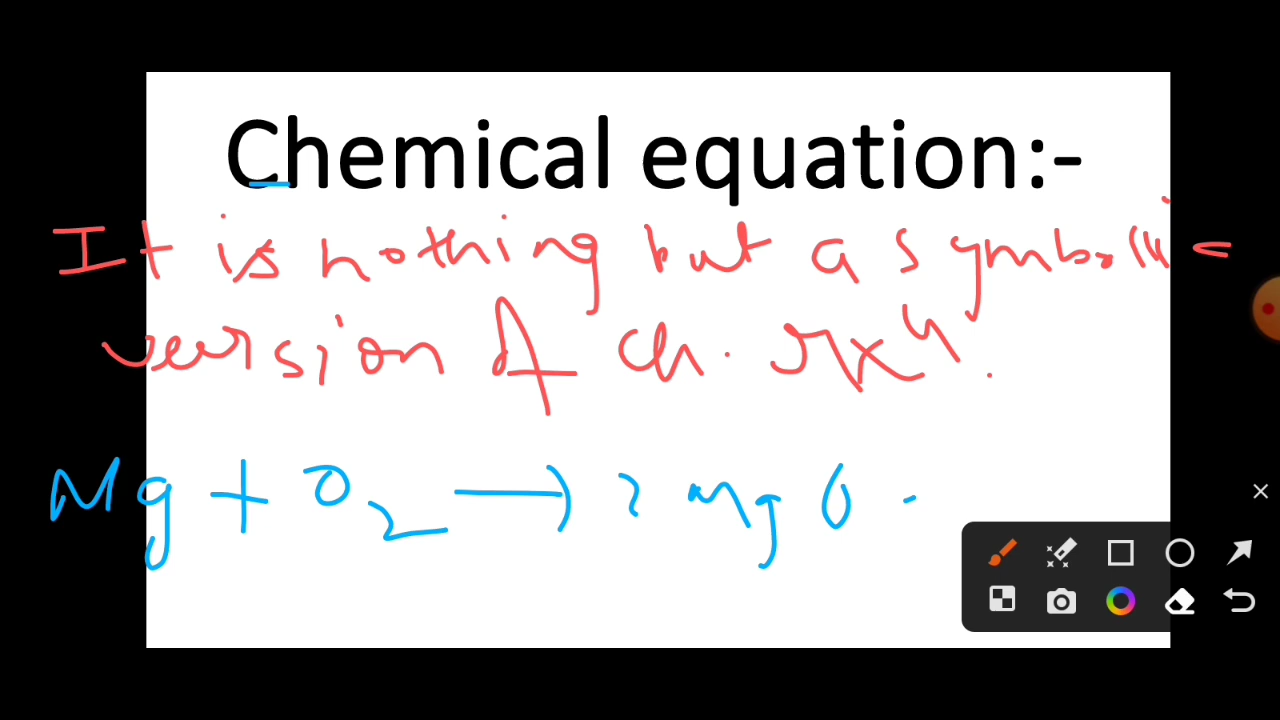 Chemical equation:-
It is nothing but a symbolic
version of ch. rxn.
Mg + O2 → 2 MgO